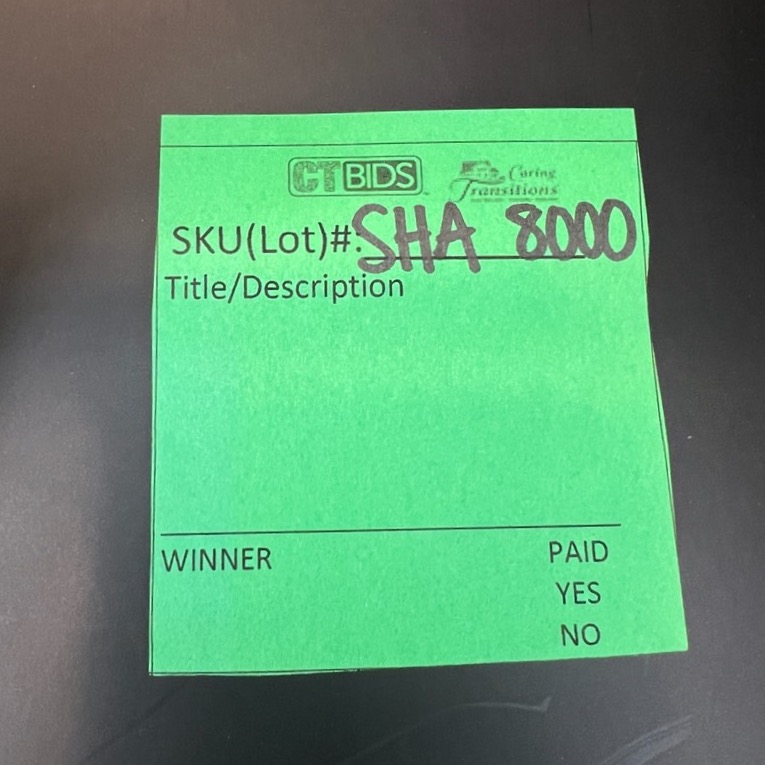 CTBIDS Caring Transitions
SKU(Lot)#: SHA 8000
Title/Description
WINNER PAID
YES
NO